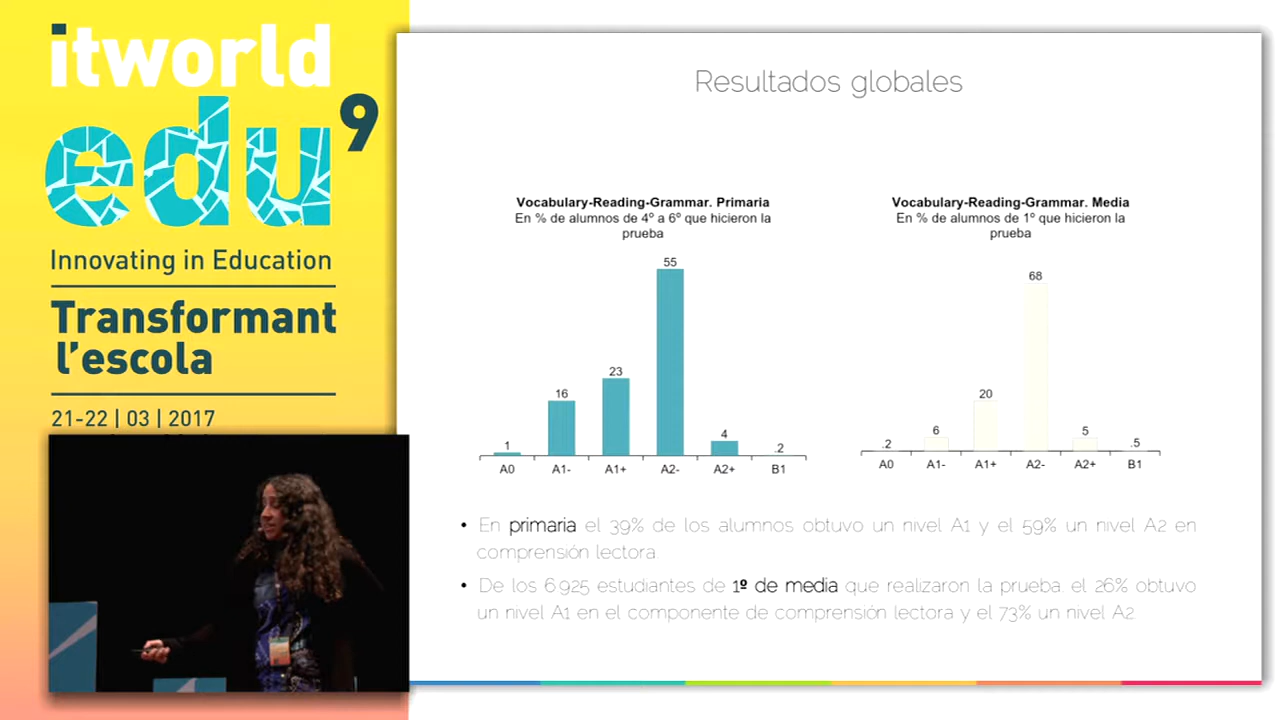 itworld
edu9
Innovating in Education
Transformant
l'escola
21-22 | 03 | 2017
Resultados globales
Vocabulary-Reading-Grammar. Primaria
En % de alumnos de 4º a 6º que hicieron la
prueba
55
23
16
4
1
.2
A0 A1- A1+ A2- A2+ B1
Vocabulary-Reading-Grammar. Media
En % de alumnos de 1º que hicieron la
prueba
68
20
6
5
.2
.5
A0 A1- A1+ A2- A2+ B1
• En primaria el 39% de los alumnos obtuvo un nivel A1 y el 59% un nivel A2 en
comprensión lectora.
• De los 6.925 estudiantes de 1º de media que realizaron la prueba, el 26% obtuvo
un nivel A1 en el componente de comprensión lectora y el 73% un nivel A2.